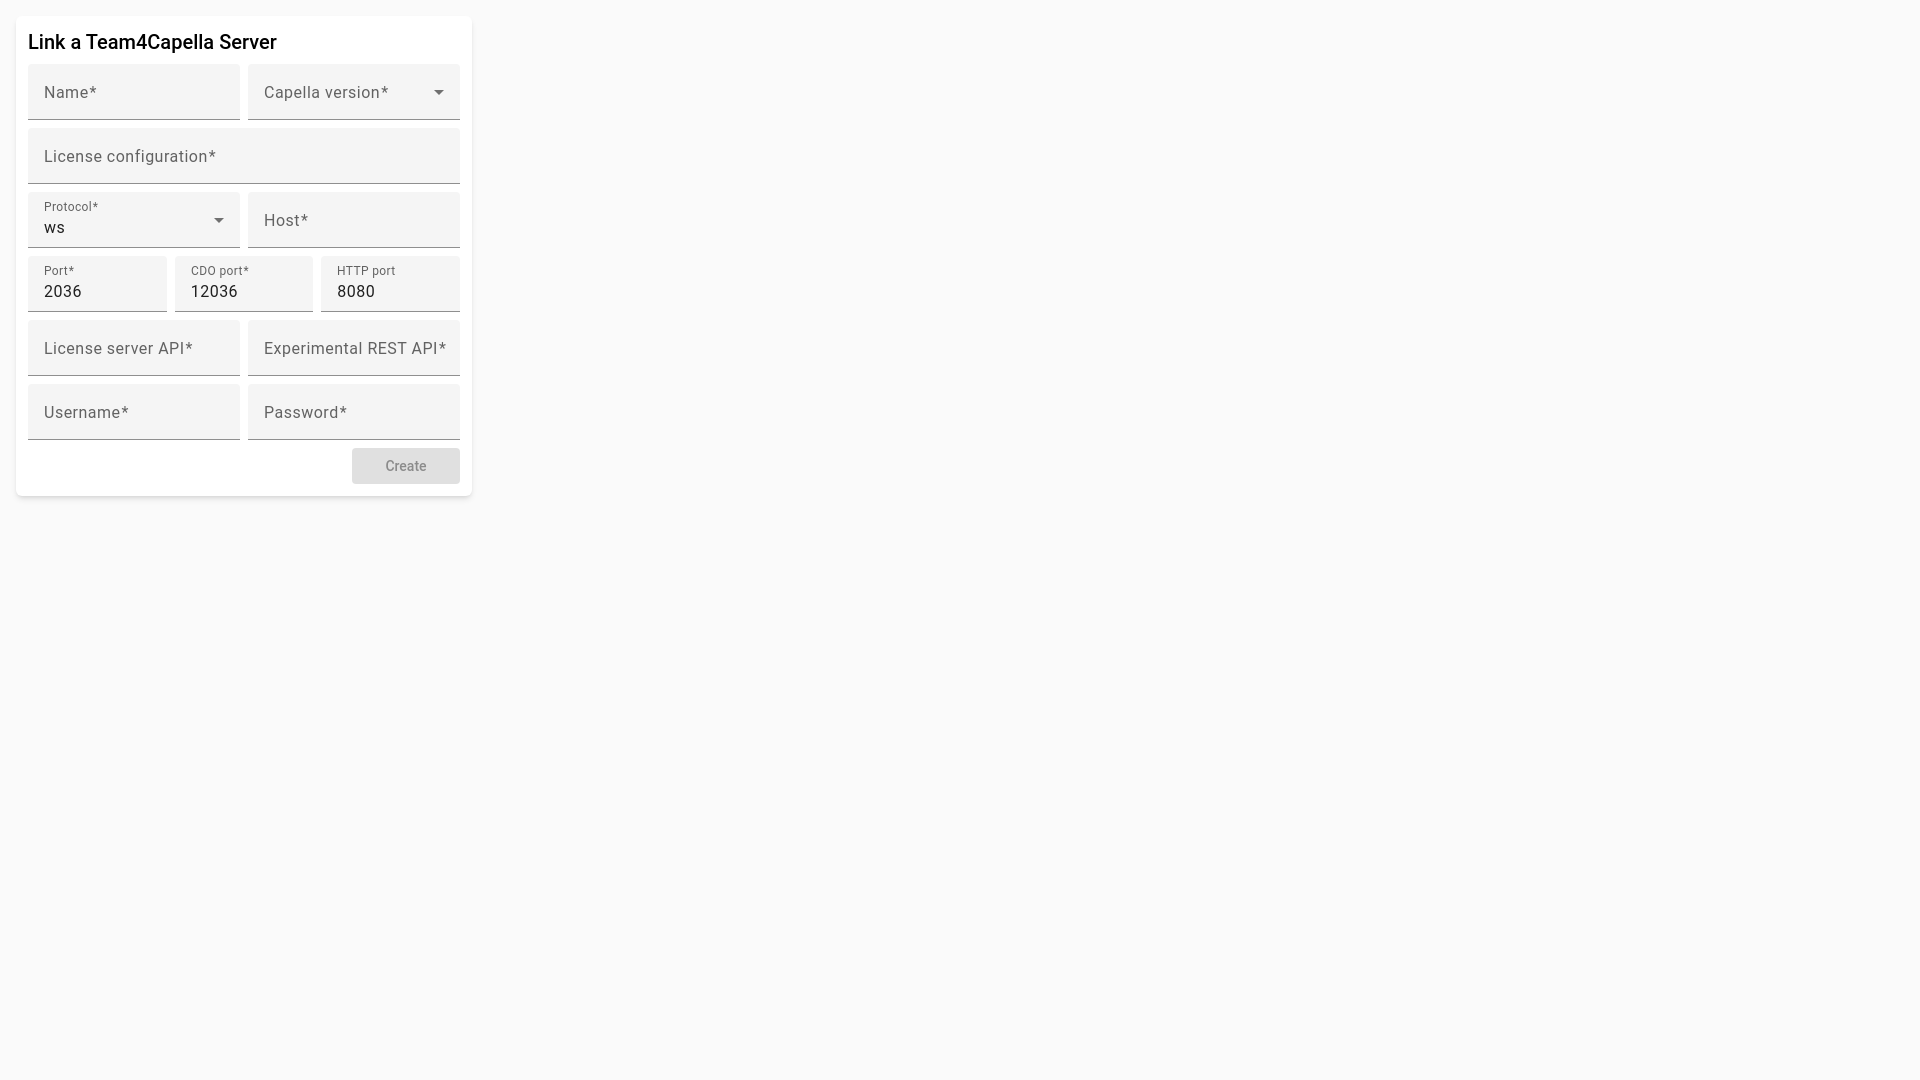 Link a Team4Capella Server
Name*
Capella version*
License configuration*
Protocol*
ws
Host*
Port*
2036
CDO port*
12036
HTTP port
8080
License server API*
Experimental REST API*
Username*
Password*
Create